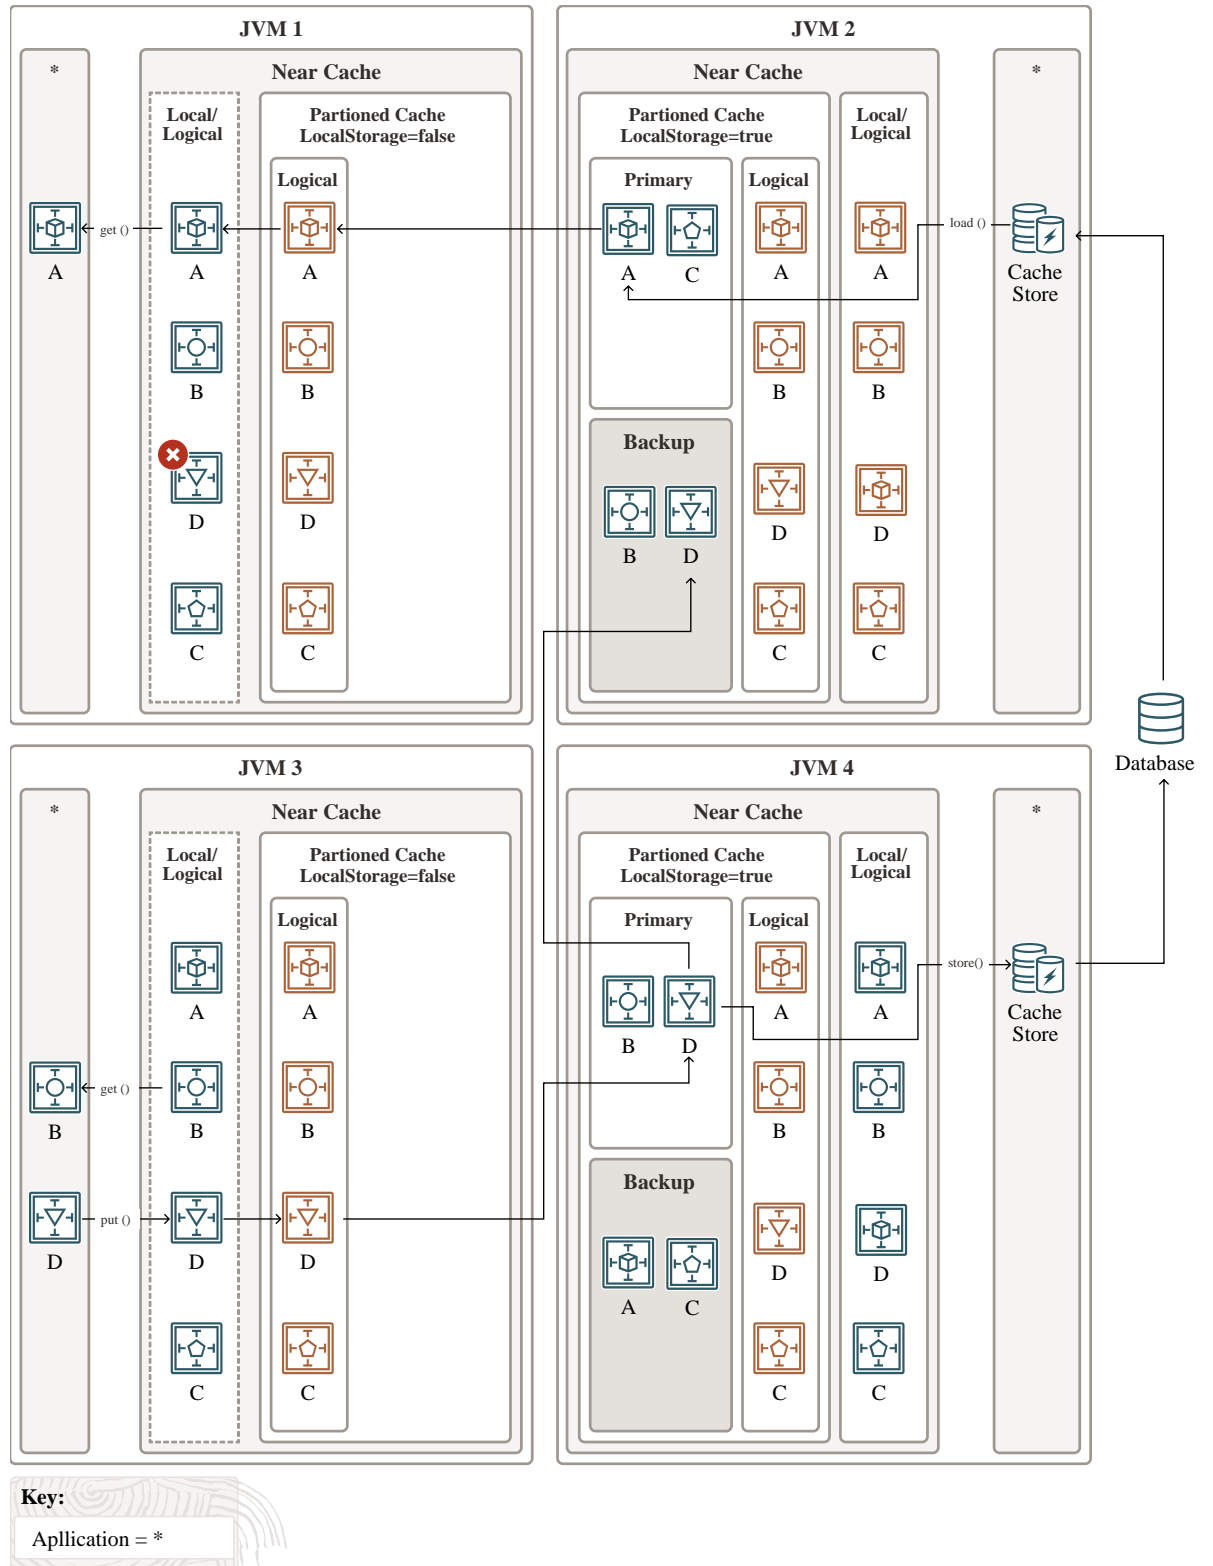 JVM 1
*
Near Cache
Local/
Logical
Partioned Cache
LocalStorage=false
Logical
A
get ()
A
A
B
B
D
D
C
C
JVM 2
Near Cache
*
Partioned Cache
LocalStorage=true
Local/
Logical
Primary
Logical
A
C
A
A
load ()
Cache
Store
B
B
Backup
B
D
D
D
C
C
Database
JVM 3
*
Near Cache
Local/
Logical
Partioned Cache
LocalStorage=false
Logical
A
A
B
get ()
B
B
D
put ()
D
D
C
C
JVM 4
Near Cache
*
Partioned Cache
LocalStorage=true
Local/
Logical
Primary
Logical
B
D
A
A
store()
Cache
Store
B
B
Backup
A
C
D
D
C
C
Key:
Apllication = *